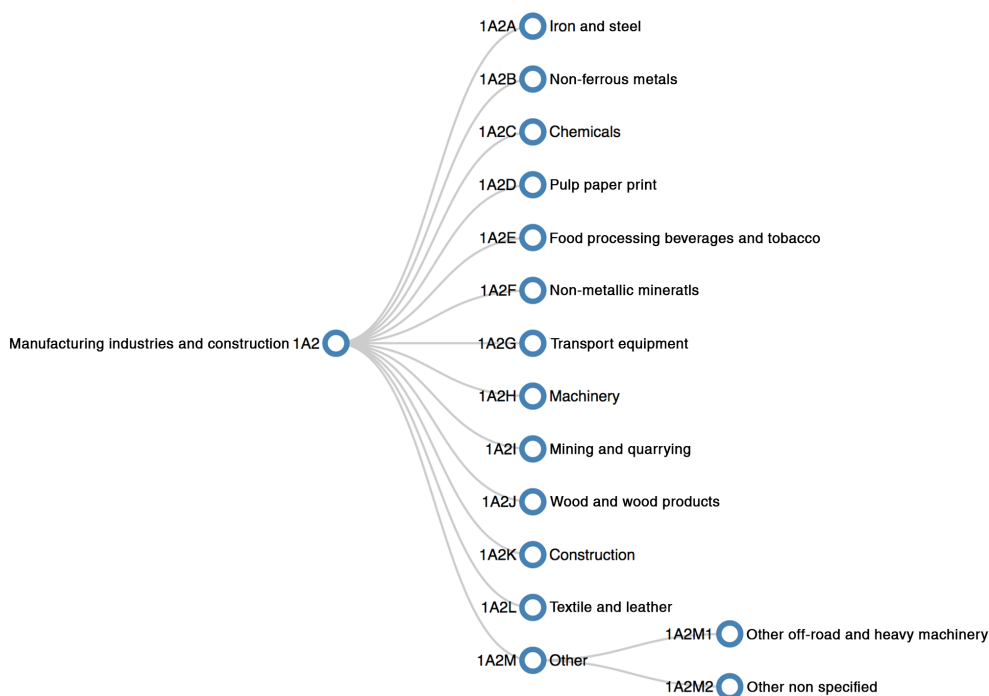 1A2A Iron and steel
1A2B Non-ferrous metals
1A2C Chemicals
1A2D Pulp paper print
1A2E Food processing beverages and tobacco
1A2F Non-metallic mineratls
Manufacturing industries and construction 1A2
1A2G Transport equipment
1A2H Machinery
1A2I Mining and quarrying
1A2J Wood and wood products
1A2K Construction
1A2L Textile and leather
1A2M Other
1A2M1 Other off-road and heavy machinery
1A2M2 Other non specified